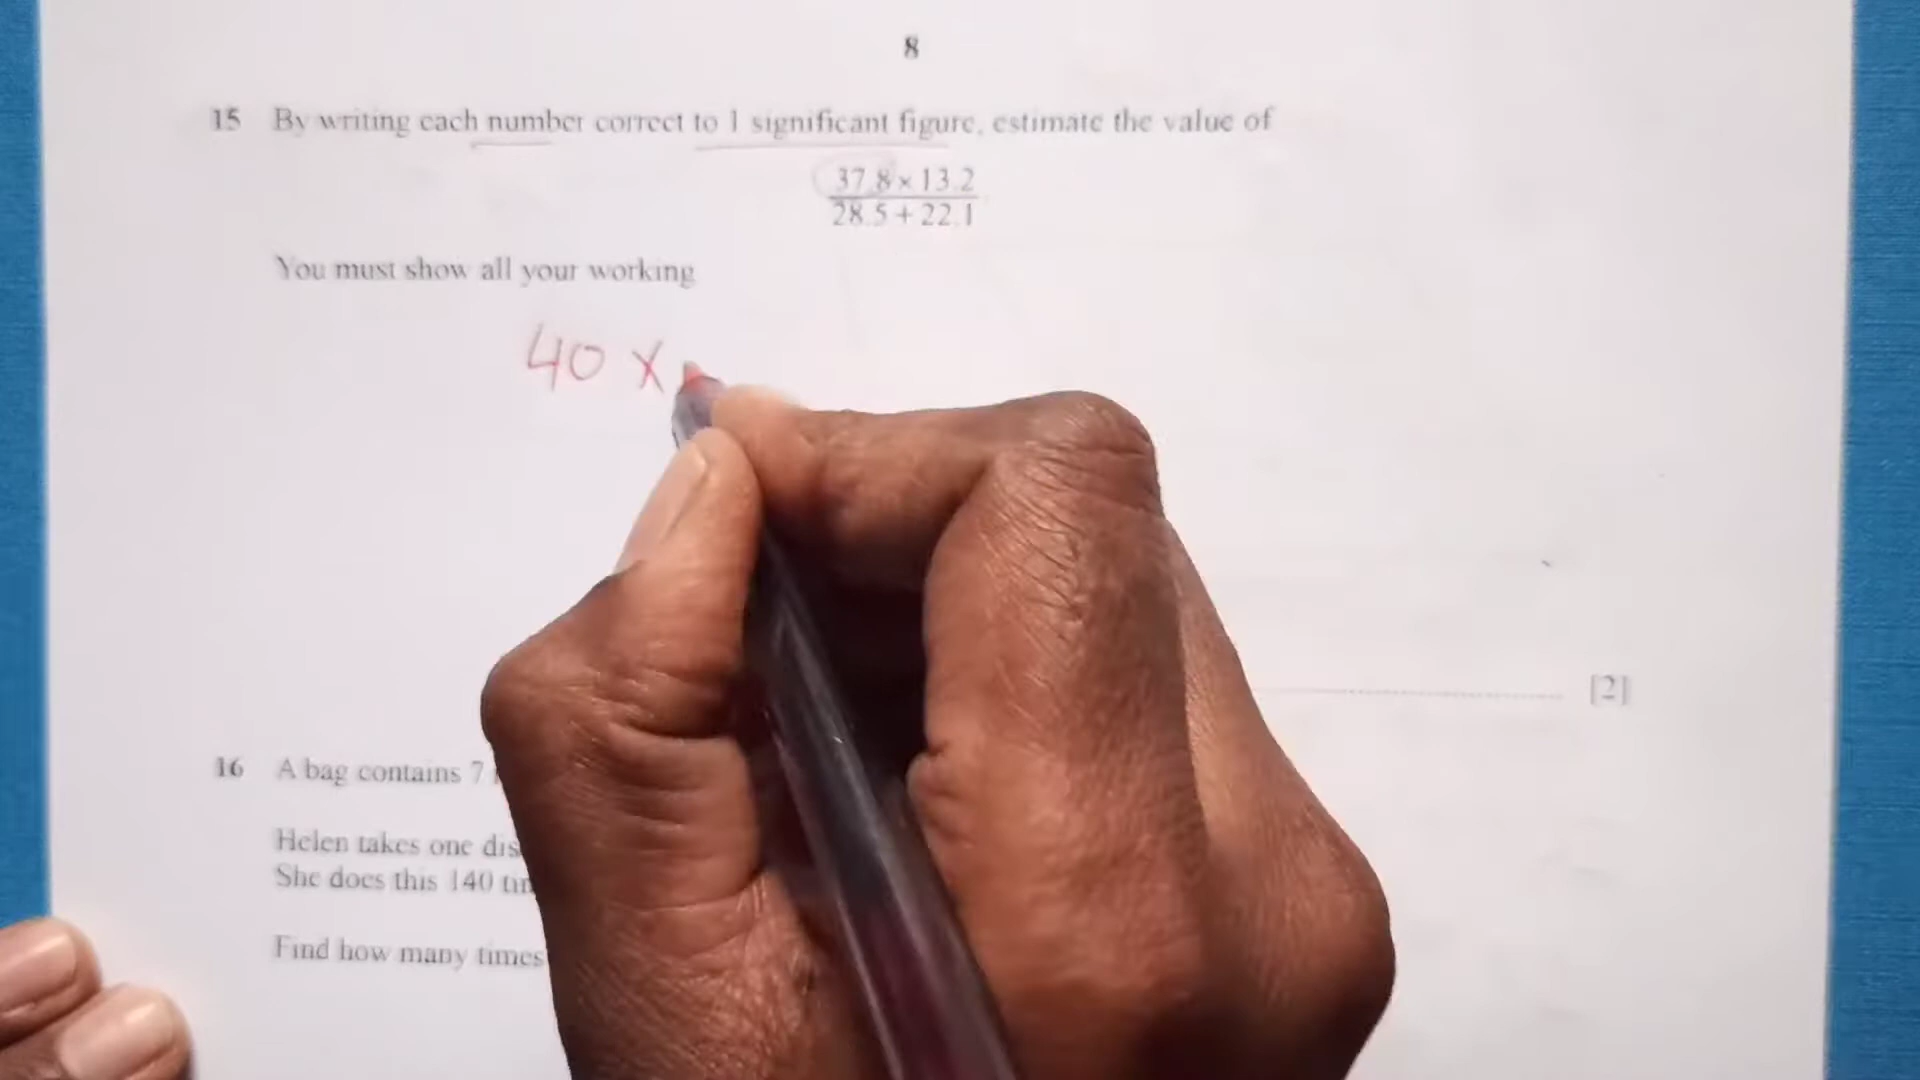 8
15 By writing each number correct to 1 significant figure, estimate the value of
37.8 × 13.2
28.5 + 22.1
You must show all your working
40 ×
[2]
16 A bag contains 7
Helen takes one
She does this 140
Find how many times